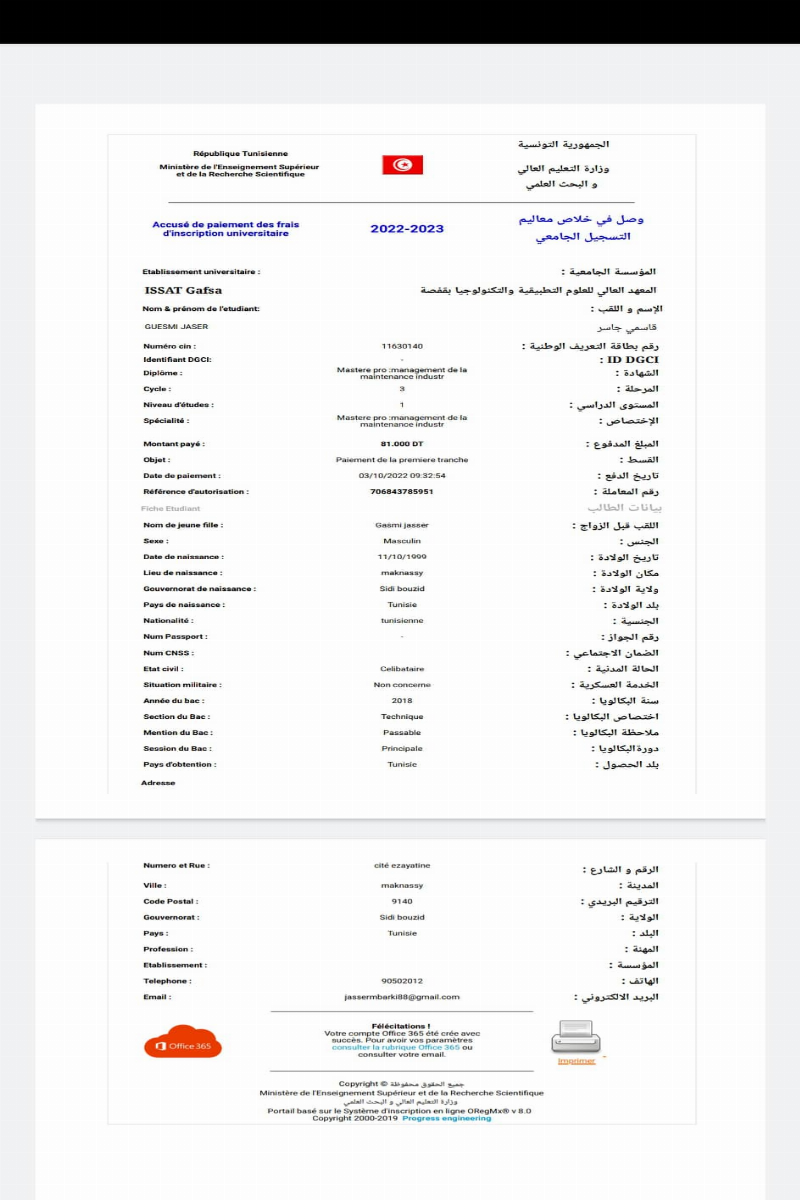 République Tunisienne
Ministère de l'Enseignement Supérieur
et de la Recherche Scientifique
الجمهورية التونسية
وزارة التعليم العالي
و البحث العلمي
Accusé de paiement des frais
d'inscription universitaire
2022-2023
وصل في خلاص معاليم
التسجيل الجامعي
Etablissement universitaire : المؤسسة الجامعية :
ISSAT Gafsa المعهد العالي للعلوم التطبيقية والتكنولوجيا بقفصة
Nom & prénom de l'etudiant: الإسم و اللقب :
GUESMI JASER قاسمي جاسر
Numéro cin : 11630140 رقم بطاقة التعريف الوطنية :
Identifiant DGCI: - ID DGCI :
Diplôme : Mastere pro :management de la maintenance industr الشهادة :
Cycle : 3 المرحلة :
Niveau d'études : 1 المستوى الدراسي :
Spécialité : Mastere pro :management de la maintenance industr الإختصاص :
Montant payé : 81.000 DT المبلغ المدفوع :
Objet : Paiement de la premiere tranche القسط :
Date de paiement : 03/10/2022 09:32:54 تاريخ الدفع :
Référence d'autorisation : 706843785951 رقم المعاملة :
Fiche Etudiant بيانات الطالب
Nom de jeune fille : Gasmi jasser اللقب قبل الزواج :
Sexe : Masculin الجنس :
Date de naissance : 11/10/1999 تاريخ الولادة :
Lieu de naissance : maknassy مكان الولادة :
Gouvernorat de naissance : Sidi bouzid ولاية الولادة :
Pays de naissance : Tunisie بلد الولادة :
Nationalité : tunisienne الجنسية :
Num Passport : - رقم الجواز :
Num CNSS : الضمان الاجتماعي :
Etat civil : Celibataire الحالة المدنية :
Situation militaire : Non concerne الخدمة العسكرية :
Année du bac : 2018 سنة البكالويا :
Section du Bac : Technique اختصاص البكالويا :
Mention du Bac : Passable ملاحظة البكالويا :
Session du Bac : Principale دورة البكالويا :
Pays d'obtention : Tunisie بلد الحصول :
Adresse
Numero et Rue : cité ezayatine الرقم و الشارع :
Ville : maknassy المدينة :
Code Postal : 9140 الترقيم البريدي :
Gouvernorat : Sidi bouzid الولاية :
Pays : Tunisie البلد :
Profession : المهنة :
Etablissement : المؤسسة :
Telephone : 90502012 الهاتف :
Email : jassermbarki88@gmail.com البريد الالكتروني :
Office 365
Félécitations !
Votre compte Office 365 été crée avec
succès. Pour avoir vos paramètres
consulter la rubrique Office 365 ou
consulter votre email.
Imprimer
Copyright © جميع الحقوق محفوظة
Ministère de l'Enseignement Supérieur et de la Recherche Scientifique
وزارة التعليم العالي و البحث العلمي
Portail basé sur le Système d'inscription en ligne ORegMx® v 8.0
Copyright 2000-2019 Progress engineering